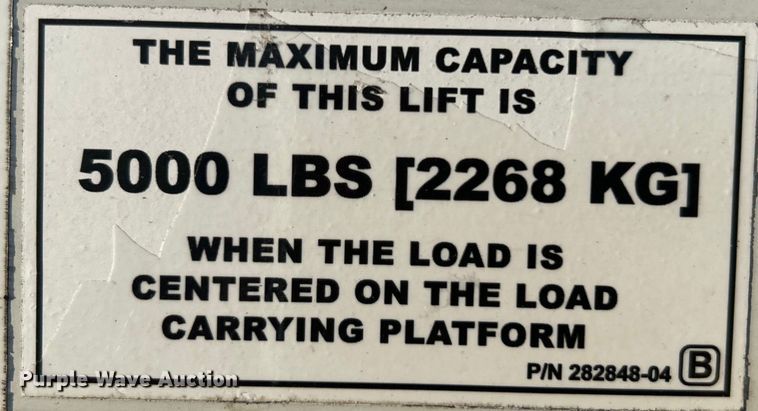 THE MAXIMUM CAPACITY
OF THIS LIFT IS
5000 LBS [2268 KG]
WHEN THE LOAD IS
CENTERED ON THE LOAD
CARRYING PLATFORM
P/N 282848-04 B
Purple Wave Auction